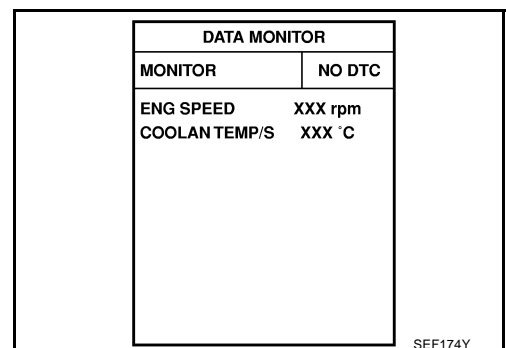 DATA MONITOR
MONITOR NO DTC
ENG SPEED XXX rpm
COOLAN TEMP/S XXX °C
SEF174Y